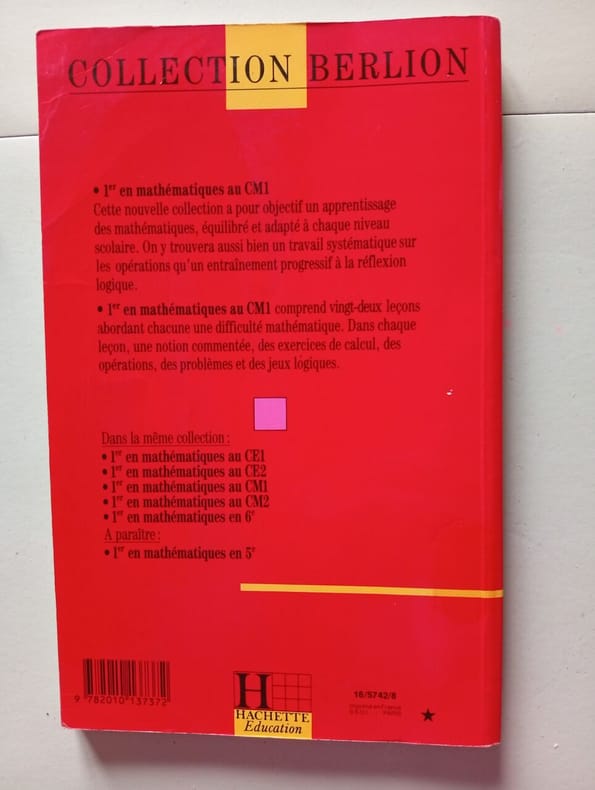 COLLECTION BERLION
• 1er en mathématiques au CM1
Cette nouvelle collection a pour objectif un apprentissage
des mathématiques, équilibré et adapté à chaque niveau
scolaire. On y trouvera aussi bien un travail systématique sur
les opérations qu'un entraînement progressif à la réflexion
logique.
• 1er en mathématiques au CM1 comprend vingt-deux leçons
abordant chacune une difficulté mathématique. Dans chaque
leçon, une notion commentée, des exercices de calcul, des
opérations, des problèmes et des jeux logiques.
Dans la même collection :
• 1er en mathématiques au CE1
• 1er en mathématiques au CE2
• 1er en mathématiques au CM1
• 1er en mathématiques au CM2
• 1er en mathématiques en 6e
A paraître :
• 1er en mathématiques en 5e
9 782010 137372
H
HACHETTE
Education
16/5742/8
Imprimé en France